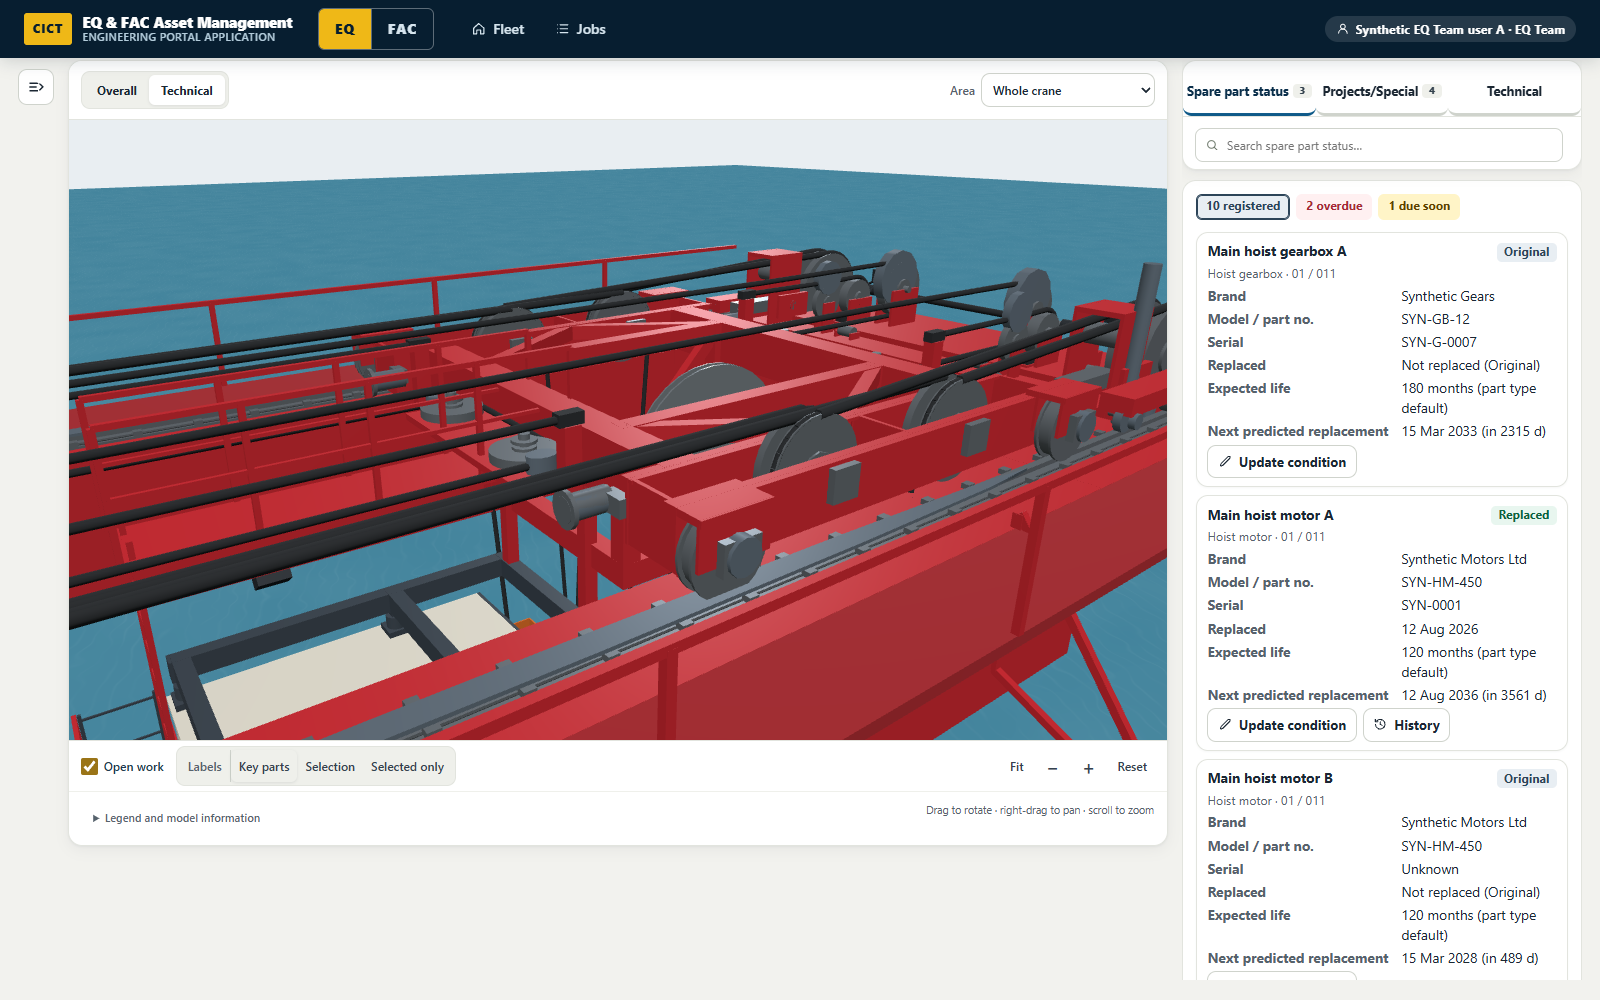 CICT
EQ & FAC Asset Management
ENGINEERING PORTAL APPLICATION
EQ
FAC
Fleet
Jobs
Synthetic EQ Team user A · EQ Team
Overall
Technical
Area
Whole crane
Open work
Labels
Key parts
Selection
Selected only
Fit
−
+
Reset
Legend and model information
Drag to rotate · right-drag to pan · scroll to zoom
Spare part status 3
Projects/Special 4
Technical
Search spare part status...
10 registered
2 overdue
1 due soon
Main hoist gearbox A
Original
Hoist gearbox · 01 / 011
Brand Synthetic Gears
Model / part no. SYN-GB-12
Serial SYN-G-0007
Replaced Not replaced (Original)
Expected life 180 months (part type
default)
Next predicted replacement 15 Mar 2033 (in 2315 d)
Update condition
Main hoist motor A
Replaced
Hoist motor · 01 / 011
Brand Synthetic Motors Ltd
Model / part no. SYN-HM-450
Serial SYN-0001
Replaced 12 Aug 2026
Expected life 120 months (part type
default)
Next predicted replacement 12 Aug 2036 (in 3561 d)
Update condition
History
Main hoist motor B
Original
Hoist motor · 01 / 011
Brand Synthetic Motors Ltd
Model / part no. SYN-HM-450
Serial Unknown
Replaced Not replaced (Original)
Expected life 120 months (part type
default)
Next predicted replacement 15 Mar 2028 (in 489 d)